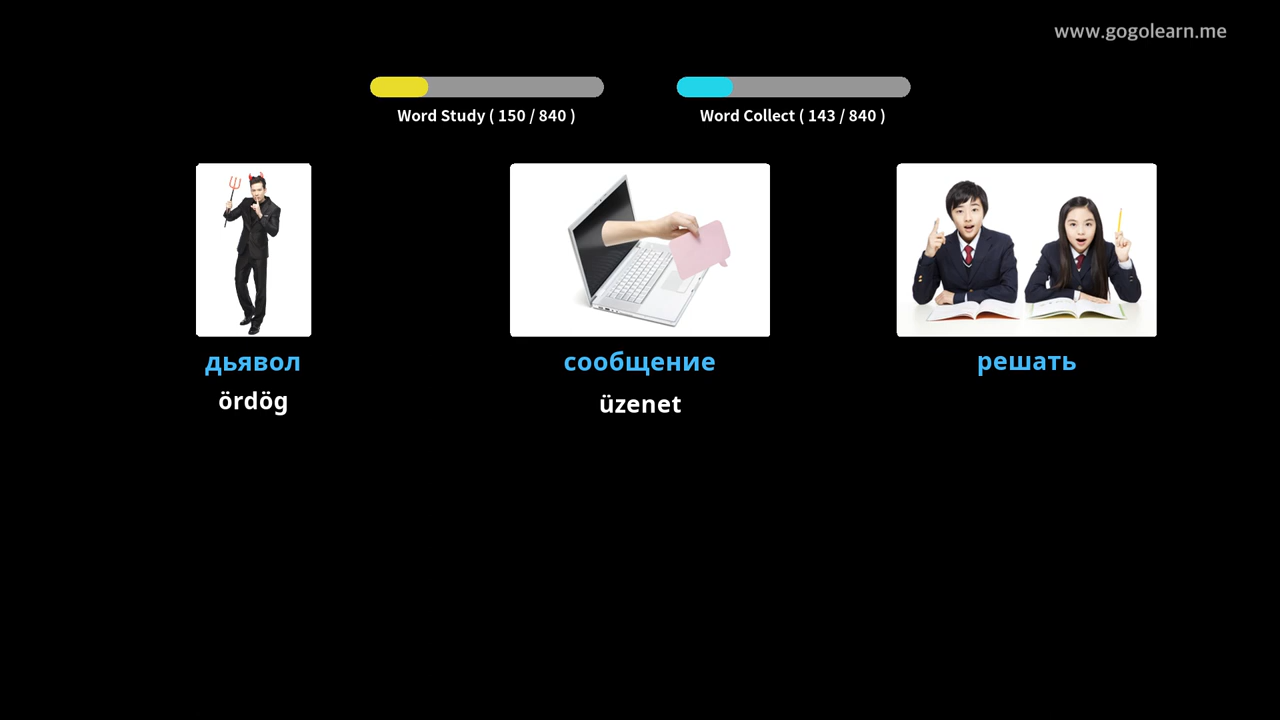 www.gogolearn.me
Word Study ( 150 / 840 )
Word Collect ( 143 / 840 )
дьявол
сообщение
решать
ördög
üzenet